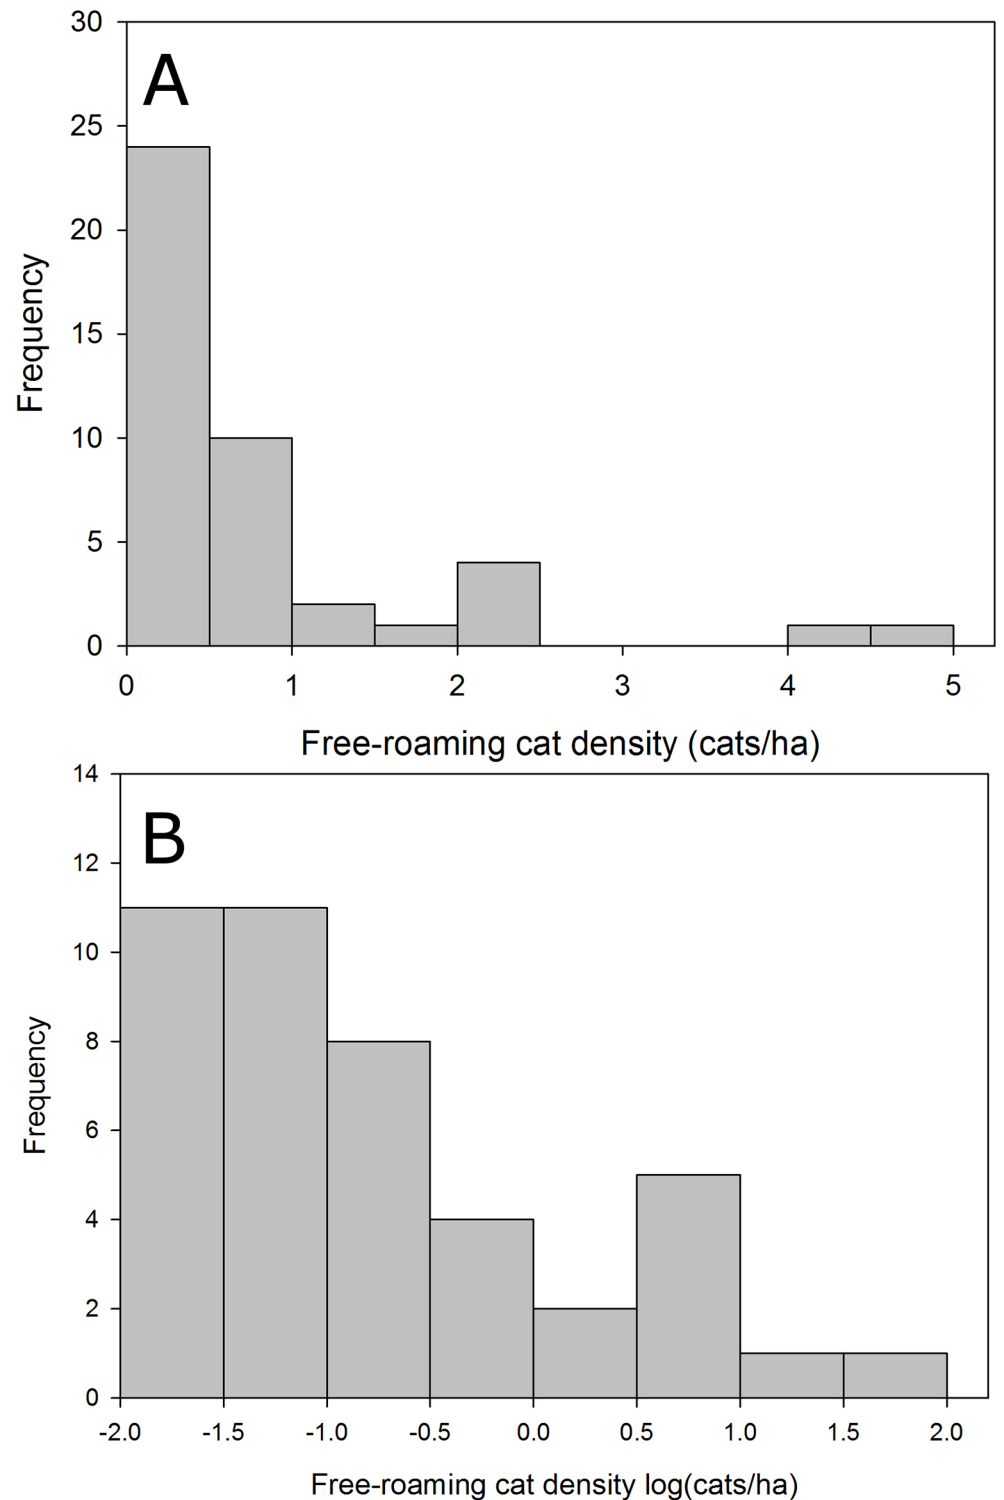 A
30
25
20
15
10
5
0
Frequency
0 1 2 3 4 5
Free-roaming cat density (cats/ha)
B
14
12
10
8
6
4
2
0
Frequency
-2.0 -1.5 -1.0 -0.5 0.0 0.5 1.0 1.5 2.0
Free-roaming cat density log(cats/ha)